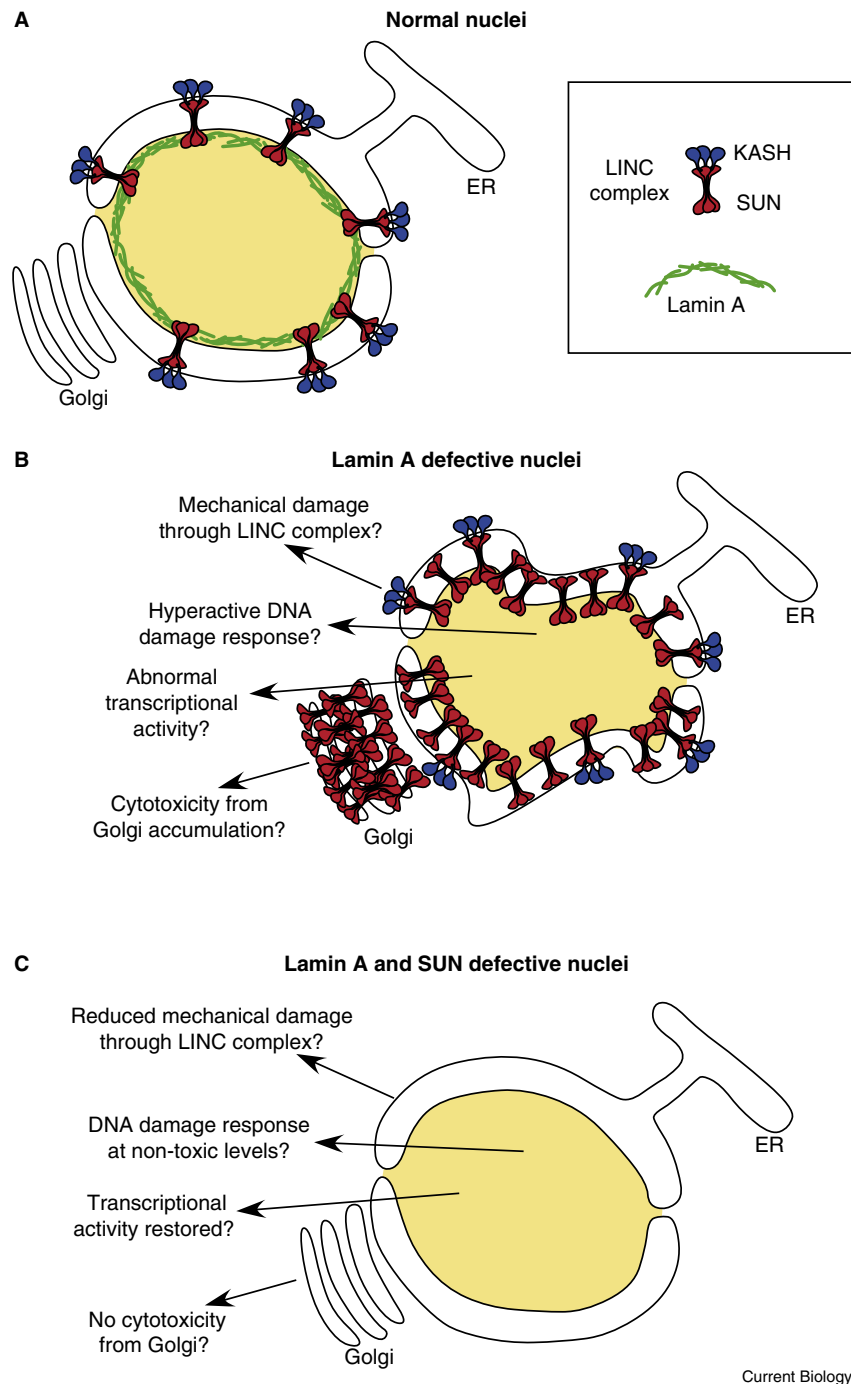 A
Normal nuclei
ER
Golgi
LINC
complex
KASH
SUN
Lamin A
B
Lamin A defective nuclei
Mechanical damage
through LINC complex?
Hyperactive DNA
damage response?
Abnormal
transcriptional
activity?
Cytotoxicity from
Golgi accumulation?
Golgi
ER
C
Lamin A and SUN defective nuclei
Reduced mechanical damage
through LINC complex?
DNA damage response
at non-toxic levels?
Transcriptional
activity restored?
No cytotoxicity
from Golgi?
Golgi
ER
Current Biology